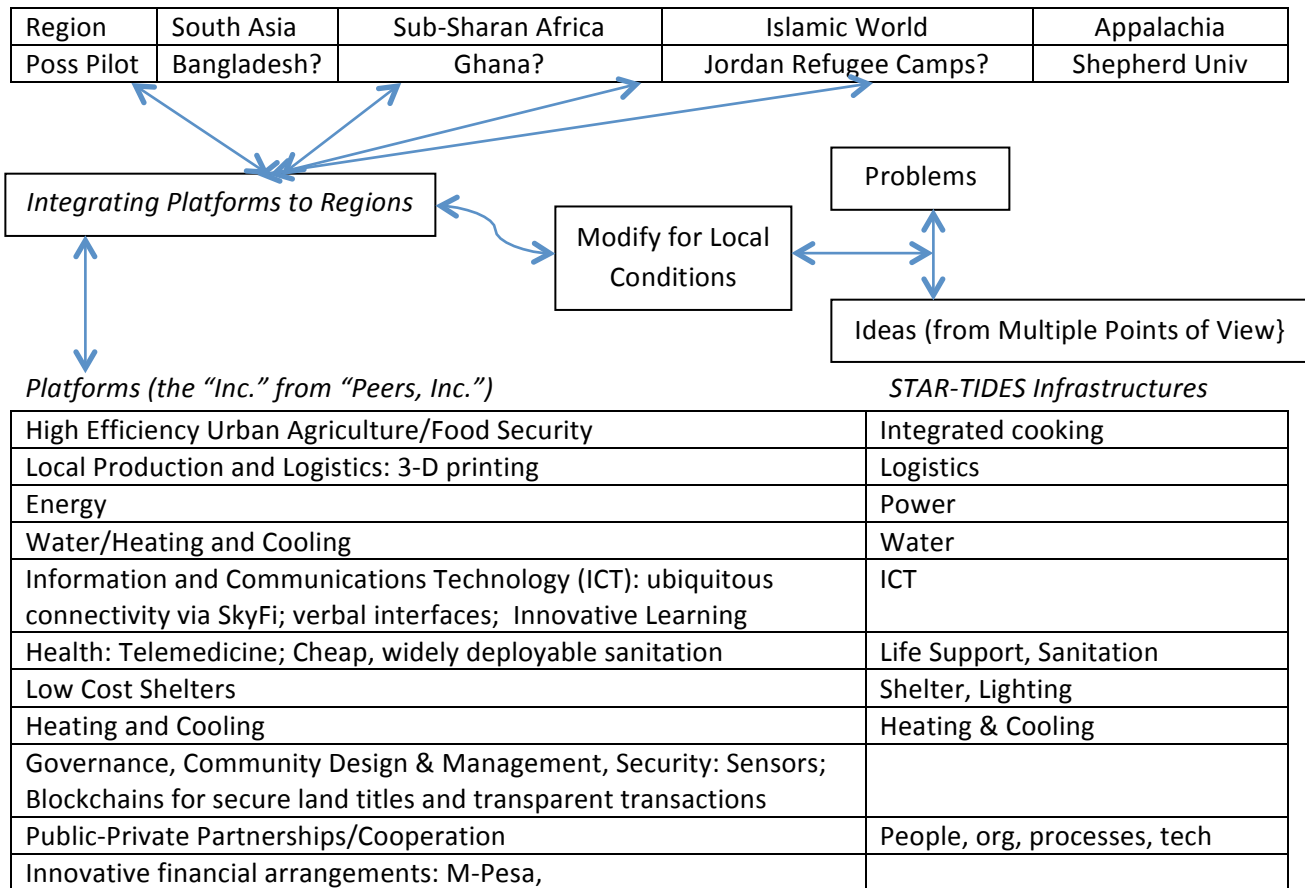 Region South Asia Sub-Sharan Africa Islamic World Appalachia
Poss Pilot Bangladesh? Ghana? Jordan Refugee Camps? Shepherd Univ
Problems
Integrating Platforms to Regions
Modify for Local
Conditions
Ideas (from Multiple Points of View}
Platforms (the “Inc.” from “Peers, Inc.”) STAR-TIDES Infrastructures
High Efficiency Urban Agriculture/Food Security Integrated cooking
Local Production and Logistics: 3-D printing Logistics
Energy Power
Water/Heating and Cooling Water
Information and Communications Technology (ICT): ubiquitous ICT
connectivity via SkyFi; verbal interfaces;  Innovative Learning
Health: Telemedicine; Cheap, widely deployable sanitation Life Support, Sanitation
Low Cost Shelters Shelter, Lighting
Heating and Cooling Heating & Cooling
Governance, Community Design & Management, Security: Sensors;
Blockchains for secure land titles and transparent transactions
Public-Private Partnerships/Cooperation People, org, processes, tech
Innovative financial arrangements: M-Pesa,